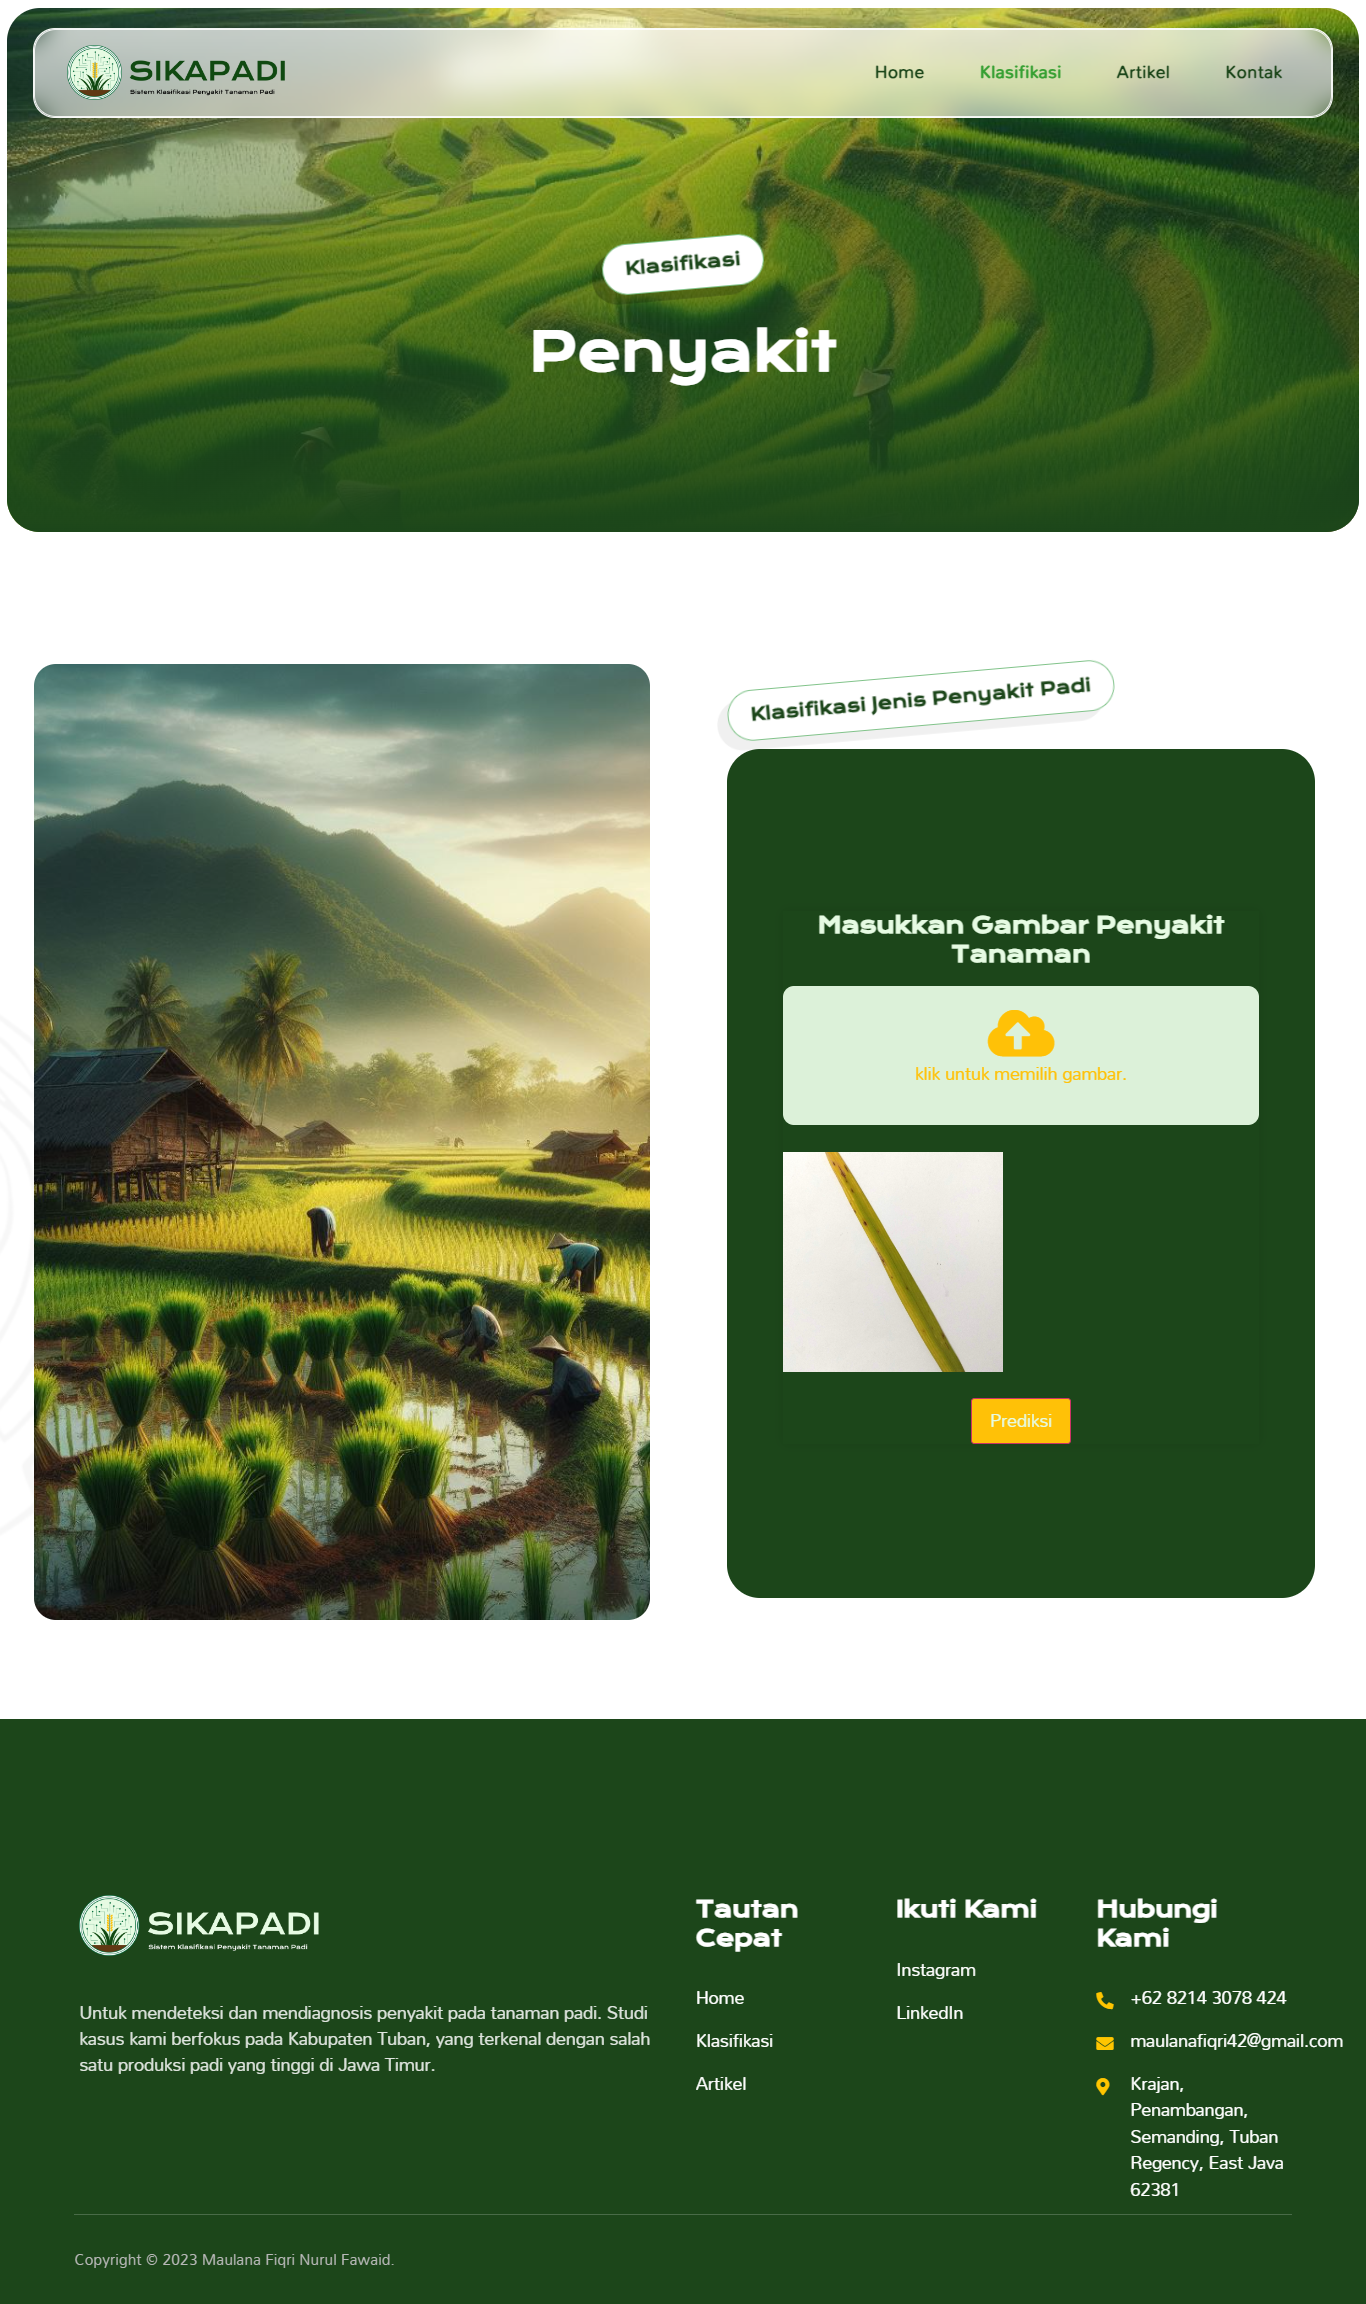 SIKAPADI
Sistem Klasifikasi Penyakit Tanaman Padi
Home
Klasifikasi
Artikel
Kontak
Klasifikasi
Penyakit
Klasifikasi Jenis Penyakit Padi
Masukkan Gambar Penyakit
Tanaman
klik untuk memilih gambar.
Prediksi
SIKAPADI
Sistem Klasifikasi Penyakit Tanaman Padi
Untuk mendeteksi dan mendiagnosis penyakit pada tanaman padi. Studi
kasus kami berfokus pada Kabupaten Tuban, yang terkenal dengan salah
satu produksi padi yang tinggi di Jawa Timur.
Tautan
Cepat
Home
Klasifikasi
Artikel
Ikuti Kami
Instagram
LinkedIn
Hubungi
Kami
+62 8214 3078 424
maulanafiqri42@gmail.com
Krajan,
Penambangan,
Semanding, Tuban
Regency, East Java
62381
Copyright © 2023 Maulana Fiqri Nurul Fawaid.